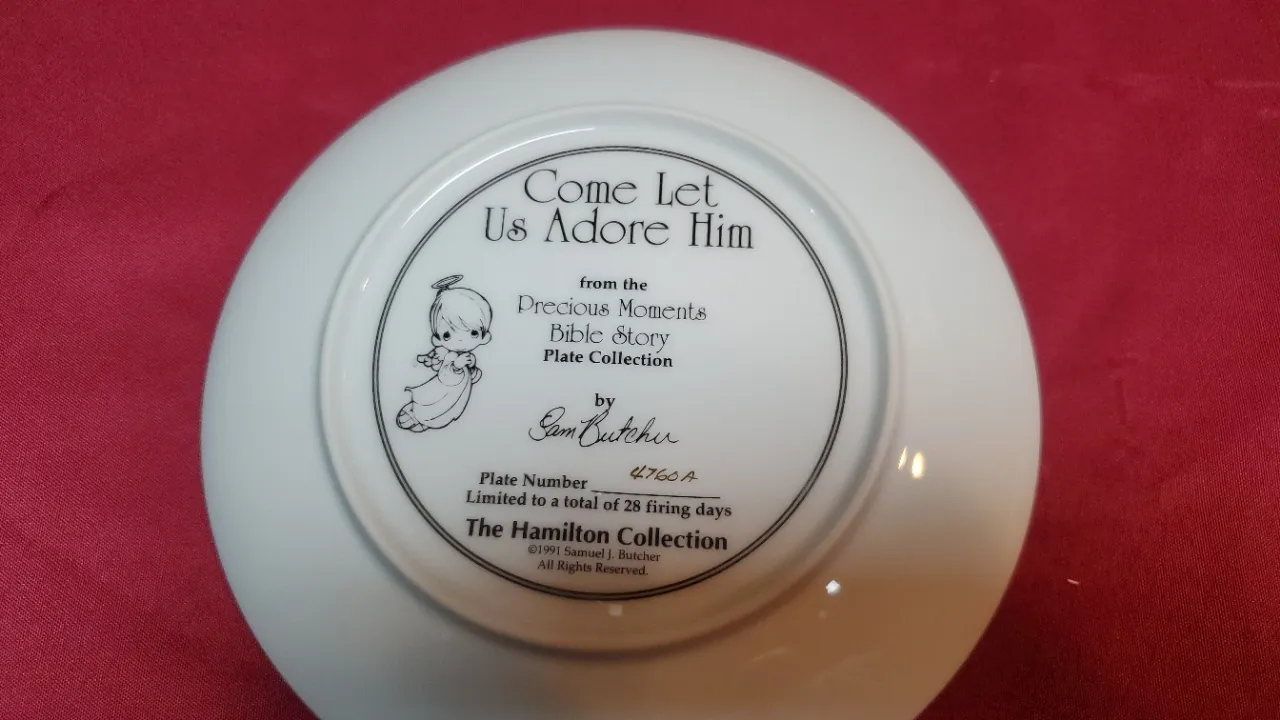 Come Let
Us Adore Him
from the
Precious Moments
Bible Story
Plate Collection
by
Sam Butcher
Plate Number 4760A
Limited to a total of 28 firing days
The Hamilton Collection
©1991 Samuel J. Butcher
All Rights Reserved.